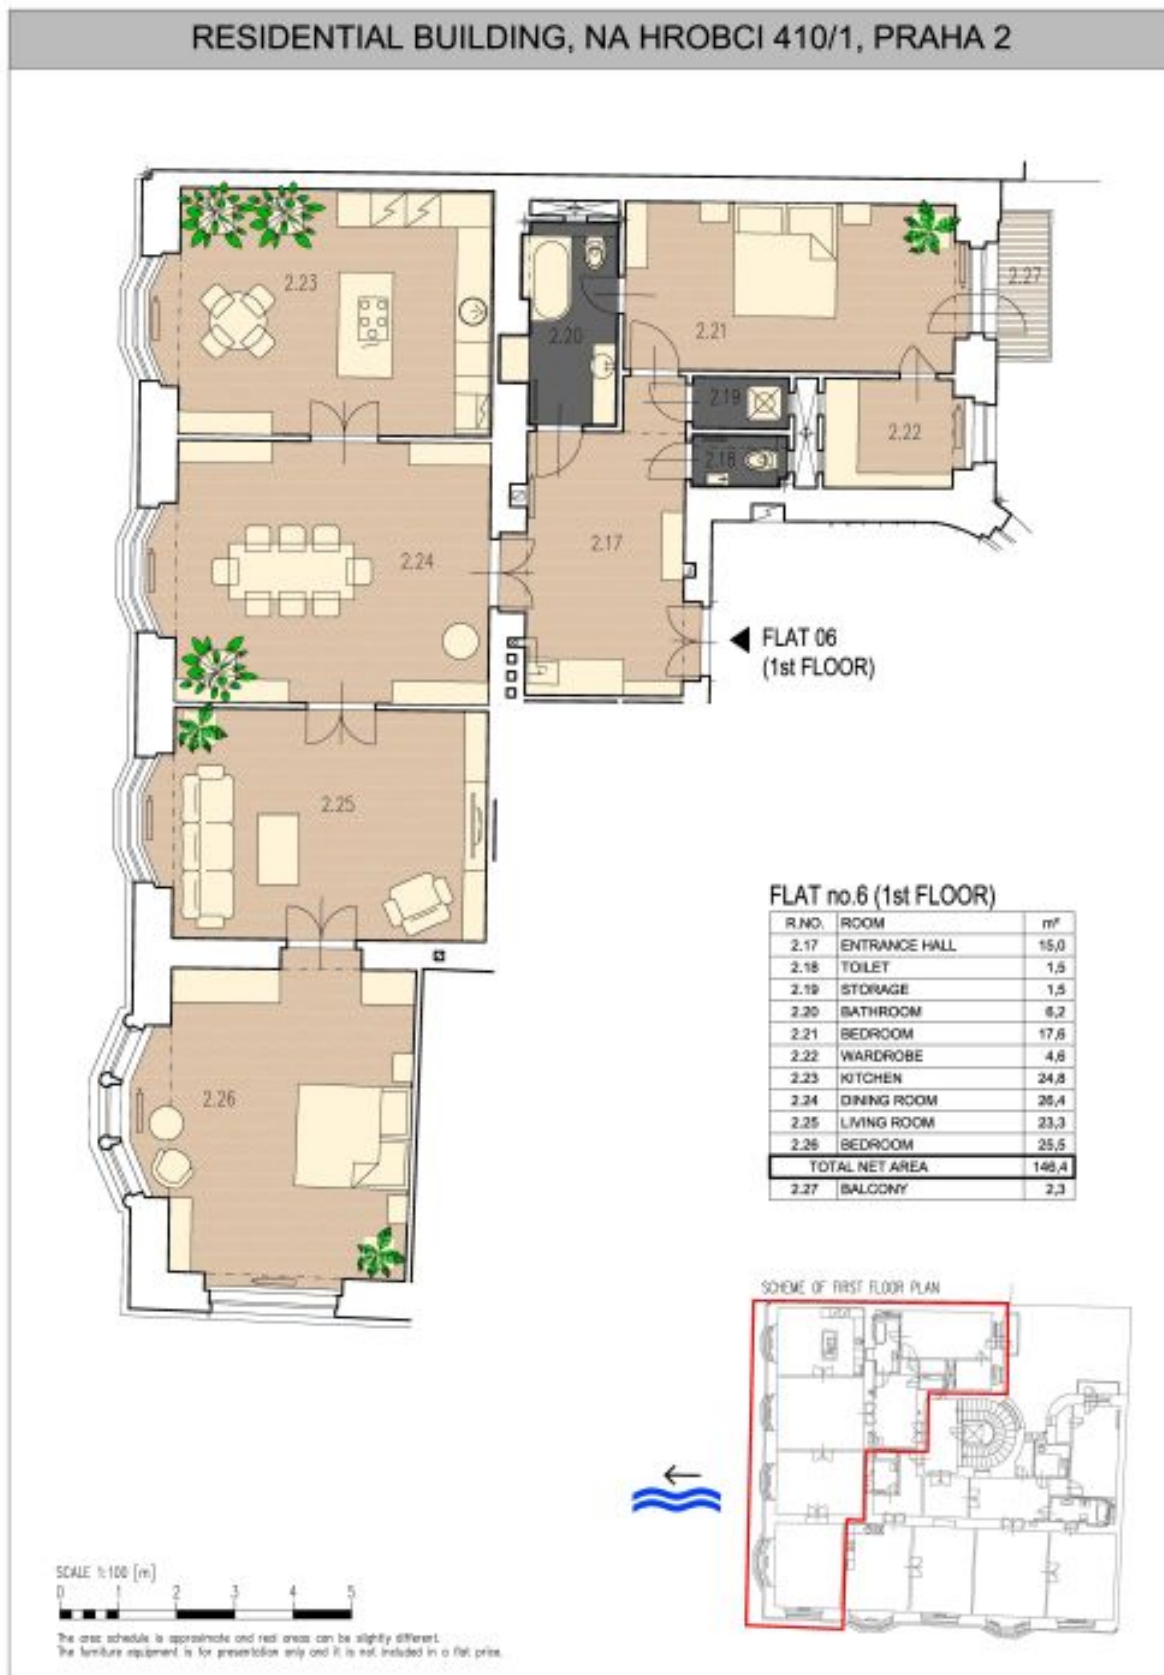 RESIDENTIAL BUILDING, NA HROBCI 410/1, PRAHA 2
2.23
2.20
2.21
2.27
2.19
2.22
2.18
2.24
2.17
FLAT 06
(1st FLOOR)
2.25
2.26
FLAT no.6 (1st FLOOR)
R.NO. ROOM m²
2.17 ENTRANCE HALL 15,0
2.18 TOILET 1,5
2.19 STORAGE 1,5
2.20 BATHROOM 6,2
2.21 BEDROOM 17,6
2.22 WARDROBE 4,6
2.23 KITCHEN 24,8
2.24 DINING ROOM 26,4
2.25 LIVING ROOM 23,3
2.26 BEDROOM 25,5
TOTAL NET AREA 146,4
2.27 BALCONY 2,3
SCHEME OF FIRST FLOOR PLAN
SCALE 1:100 [m]
0 1 2 3 4 5
The area schedule is approximate and real areas can be slightly different.
The furniture equipment is for presentation only and it is not included in a flat price.